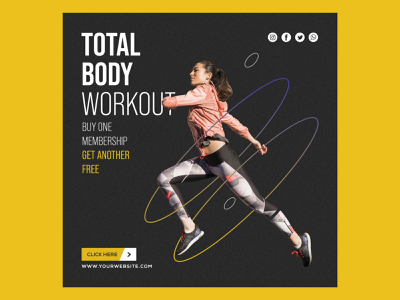 TOTAL
BODY
WORKOUT
BUY ONE
MEMBERSHIP
GET ANOTHER
FREE
CLICK HERE
WWW.YOURWEBSITE.COM